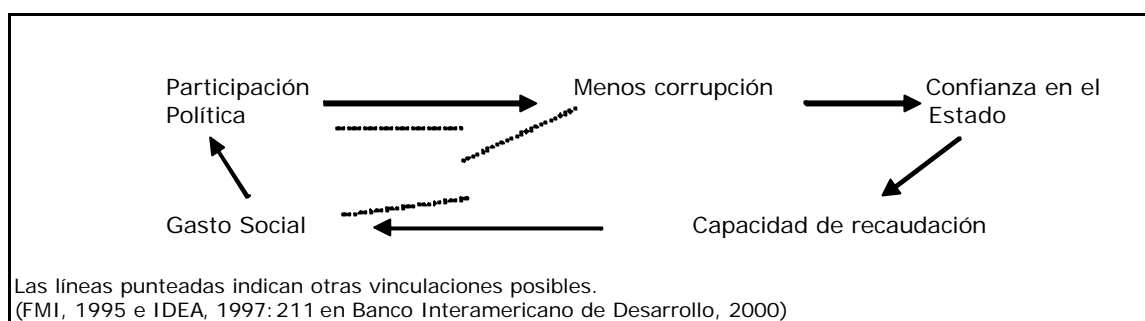 Participación
Política
Menos corrupción
Confianza en el
Estado
Gasto Social
Capacidad de recaudación
Las líneas punteadas indican otras vinculaciones posibles.
(FMI, 1995 e IDEA, 1997:211 en Banco Interamericano de Desarrollo, 2000)